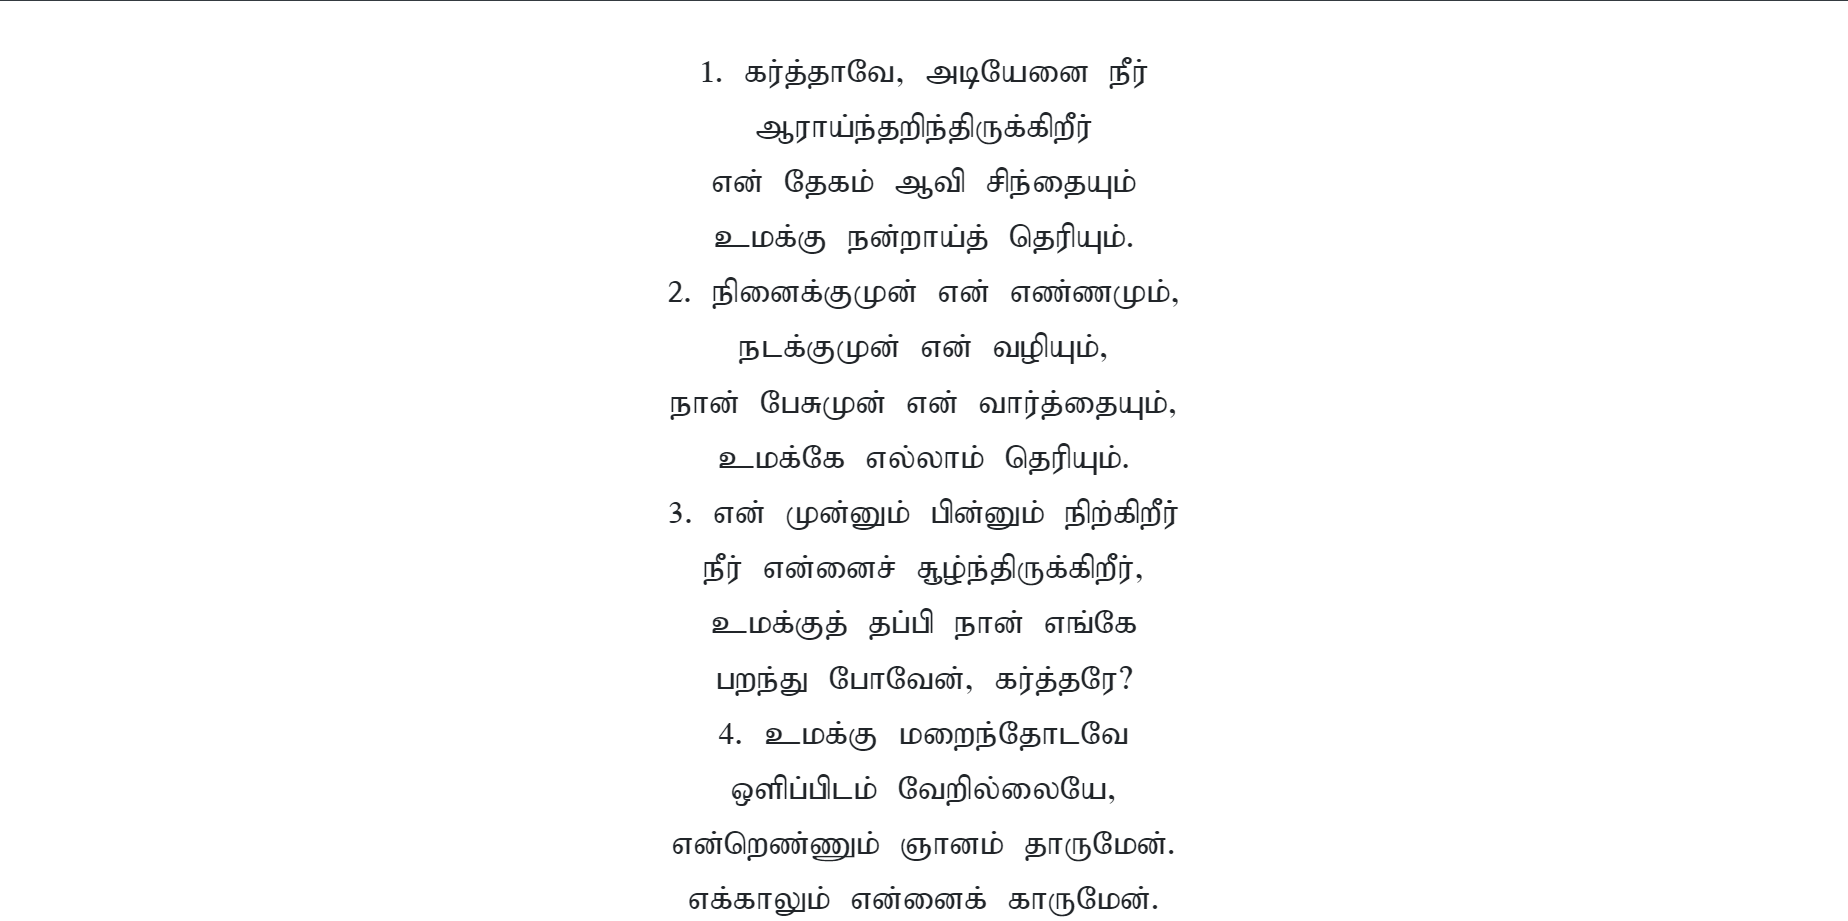 1. கர்த்தாவே, அடியேனை நீர்
ஆராய்ந்தறிந்திருக்கிறீர்
என் தேகம் ஆவி சிந்தையும்
உமக்கு நன்றாய்த் தெரியும்.
2. நினைக்குமுன் என் எண்ணமும்,
நடக்குமுன் என் வழியும்,
நான் பேசுமுன் என் வார்த்தையும்,
உமக்கே எல்லாம் தெரியும்.
3. என் முன்னும் பின்னும் நிற்கிறீர்
நீர் என்னைச் சூழ்ந்திருக்கிறீர்,
உமக்குத் தப்பி நான் எங்கே
பறந்து போவேன், கர்த்தரே?
4. உமக்கு மறைந்தோடவே
ஒளிப்பிடம் வேறில்லையே,
என்றெண்ணும் ஞானம் தாருமேன்.
எக்காலும் என்னைக் காருமேன்.